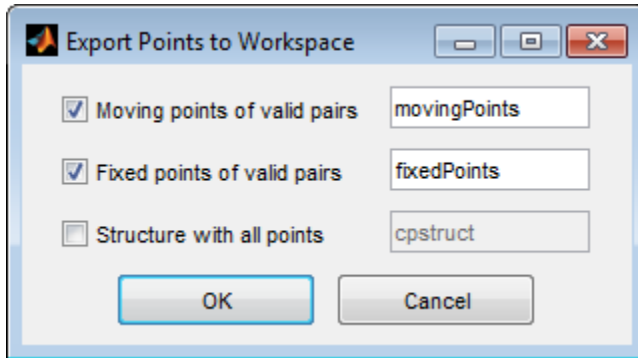 Export Points to Workspace
Moving points of valid pairs movingPoints
Fixed points of valid pairs fixedPoints
Structure with all points cpstruct
OK Cancel